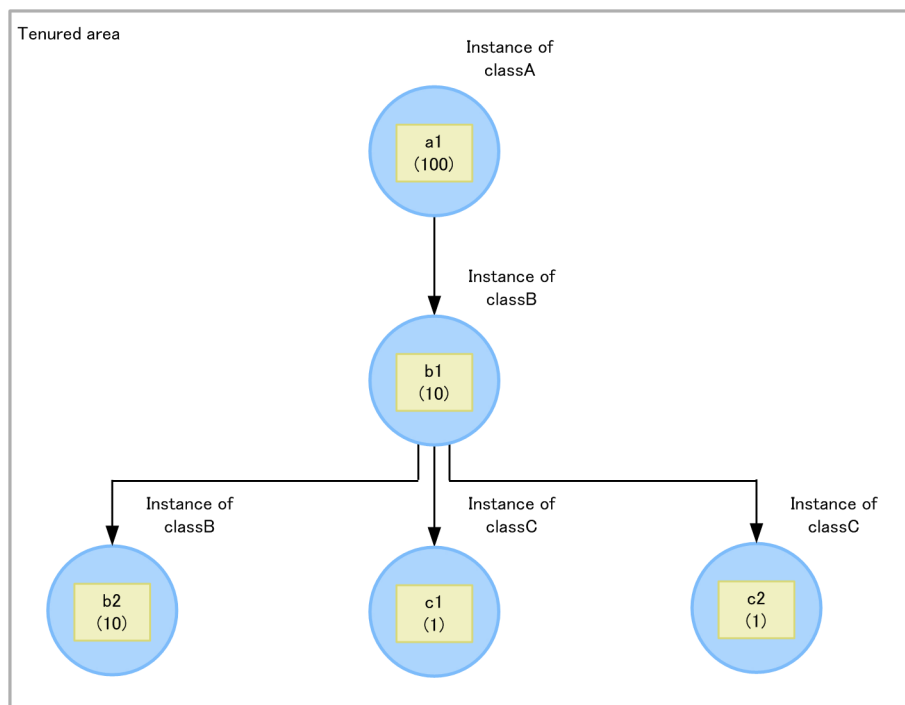 Tenured area
Instance of
classA
a1
(100)
Instance of
classB
b1
(10)
Instance of
classB
Instance of
classC
Instance of
classC
b2
(10)
c1
(1)
c2
(1)